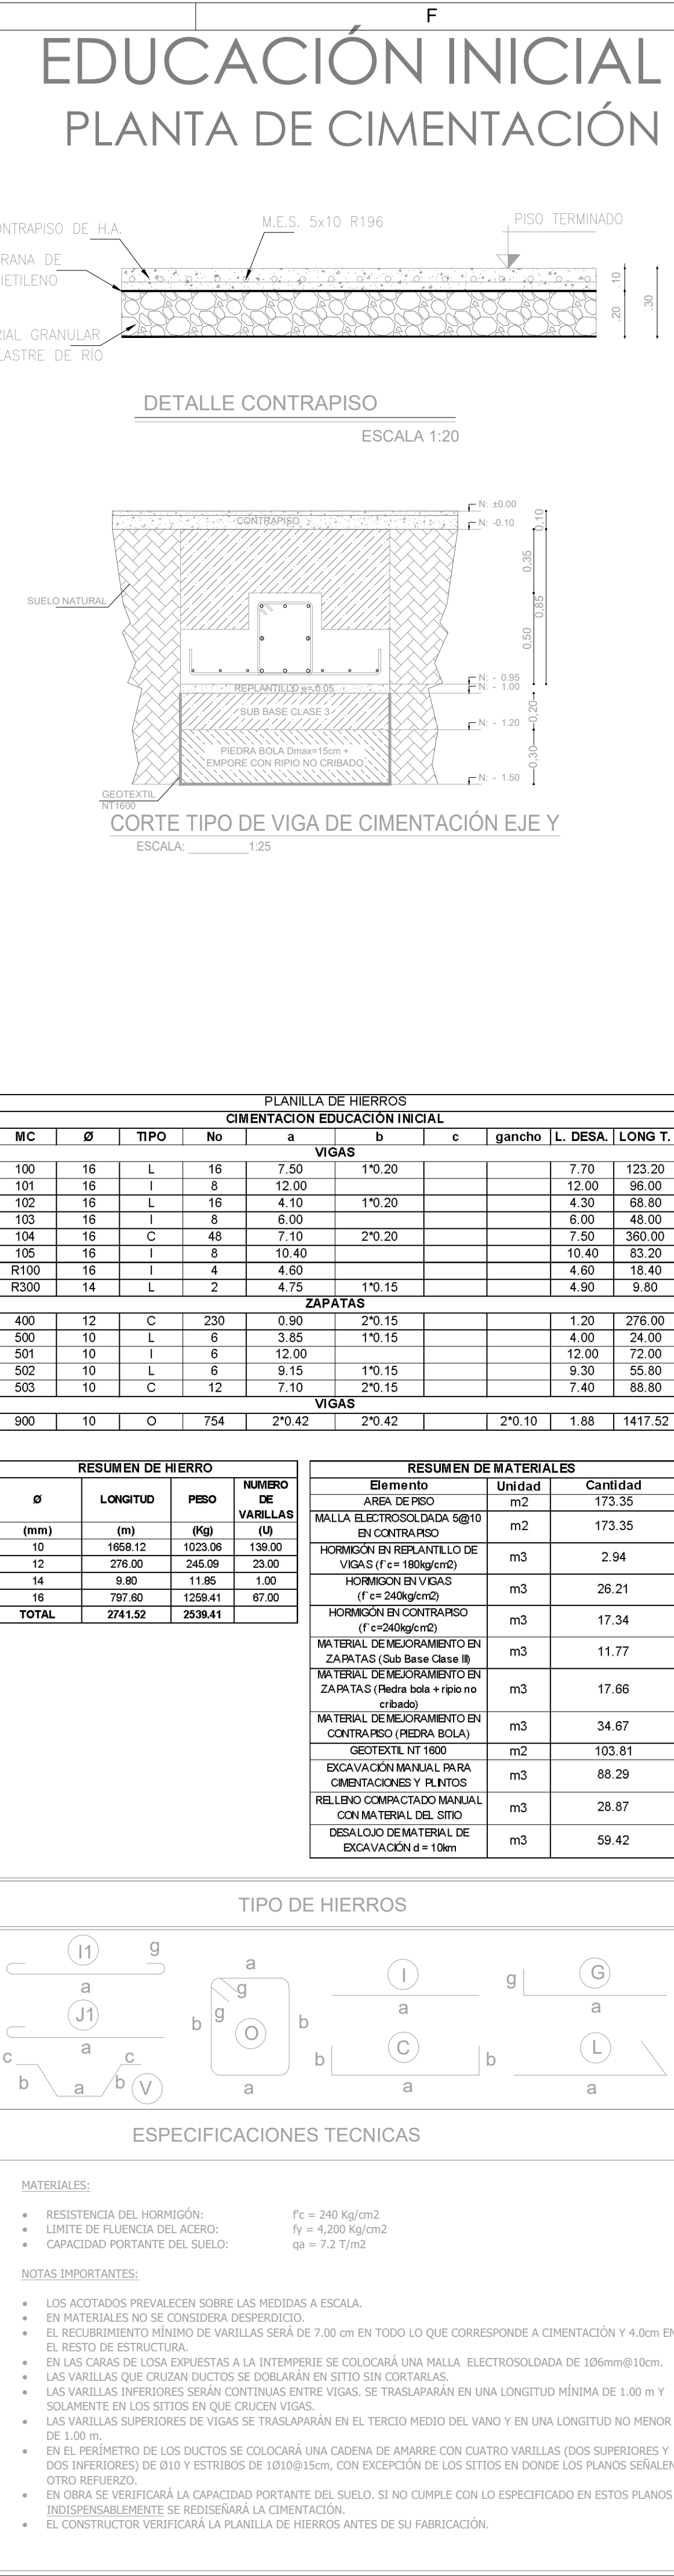 F
EDUCACIÓN INICIAL
PLANTA DE CIMENTACIÓN
M.E.S. 5x10 R196
PISO TERMINADO
DE H.A.
DE
GRANULAR
DE RÍO
.10
.20
.30
DETALLE CONTRAPISO
ESCALA 1:20
CONTRAPISO
N: ±0.00
N: -0.10
0,10
0,35
0,85
0,50
SUELO NATURAL
REPLANTILLO e= 0.05
N: - 0.95
N: - 1.00
SUB BASE CLASE 3
0,20
N: - 1.20
PIEDRA BOLA Dmax=15cm +
EMPORE CON RIPIO NO CRIBADO
0,30
N: - 1.50
GEOTEXTIL
NT1600
CORTE TIPO DE VIGA DE CIMENTACIÓN EJE Y
ESCALA: __________1:25
PLANILLA DE HIERROS
CIMENTACION EDUCACIÓN INICIAL
MC Ø TIPO No a b c gancho L. DESA. LONG T.
VIGAS
100 16 L 16 7.50 1*0.20 7.70 123.20
101 16 I 8 12.00 12.00 96.00
102 16 L 16 4.10 1*0.20 4.30 68.80
103 16 I 8 6.00 6.00 48.00
104 16 C 48 7.10 2*0.20 7.50 360.00
105 16 I 8 10.40 10.40 83.20
R100 16 I 4 4.60 4.60 18.40
R300 14 L 2 4.75 1*0.15 4.90 9.80
ZAPATAS
400 12 C 230 0.90 2*0.15 1.20 276.00
500 10 L 6 3.85 1*0.15 4.00 24.00
501 10 I 6 12.00 12.00 72.00
502 10 L 6 9.15 1*0.15 9.30 55.80
503 10 C 12 7.10 2*0.15 7.40 88.80
VIGAS
900 10 O 754 2*0.42 2*0.42 2*0.10 1.88 1417.52
RESUMEN DE HIERRO
Ø LONGITUD PESO NUMERO DE VARILLAS
(mm) (m) (Kg) (U)
10 1658.12 1023.06 139.00
12 276.00 245.09 23.00
14 9.80 11.85 1.00
16 797.60 1259.41 67.00
TOTAL 2741.52 2539.41
RESUMEN DE MATERIALES
Elemento Unidad Cantidad
AREA DE PISO m2 173.35
MALLA ELECTROSOLDADA 5@10
EN CONTRAPISO m2 173.35
HORMIGÓN EN REPLANTILLO DE
VIGAS (f`c= 180kg/cm2) m3 2.94
HORMIGON EN VIGAS
(f`c= 240kg/cm2) m3 26.21
HORMIGÓN EN CONTRAPISO
(f`c=240kg/cm2) m3 17.34
MATERIAL DE MEJORAMIENTO EN
ZAPATAS (Sub Base Clase III) m3 11.77
MATERIAL DE MEJORAMIENTO EN
ZAPATAS (Piedra bola + ripio no
cribado) m3 17.66
MATERIAL DE MEJORAMIENTO EN
CONTRAPISO (PIEDRA BOLA) m3 34.67
GEOTEXTIL NT 1600 m2 103.81
EXCAVACIÓN MANUAL PARA
CIMENTACIONES Y PLINTOS m3 88.29
RELLENO COMPACTADO MANUAL
CON MATERIAL DEL SITIO m3 28.87
DESALOJO DE MATERIAL DE
EXCAVACIÓN d = 10km m3 59.42
TIPO DE HIERROS
I1 g
a
J1
a
c c
b a b V
a
g
g
b O b
a
I
a
b C b
a
g G
a
L
a
ESPECIFICACIONES TECNICAS
MATERIALES:
• RESISTENCIA DEL HORMIGÓN: f'c = 240 Kg/cm2
• LIMITE DE FLUENCIA DEL ACERO: fy = 4,200 Kg/cm2
• CAPACIDAD PORTANTE DEL SUELO: qa = 7.2 T/m2
NOTAS IMPORTANTES:
• LOS ACOTADOS PREVALECEN SOBRE LAS MEDIDAS A ESCALA.
• EN MATERIALES NO SE CONSIDERA DESPERDICIO.
• EL RECUBRIMIENTO MÍNIMO DE VARILLAS SERÁ DE 7.00 cm EN TODO LO QUE CORRESPONDE A CIMENTACIÓN Y 4.0cm EN
EL RESTO DE ESTRUCTURA.
• EN LAS CARAS DE LOSA EXPUESTAS A LA INTEMPERIE SE COLOCARÁ UNA MALLA ELECTROSOLDADA DE 1Ø6mm@10cm.
• LAS VARILLAS QUE CRUZAN DUCTOS SE DOBLARÁN EN SITIO SIN CORTARLAS.
• LAS VARILLAS INFERIORES SERÁN CONTINUAS ENTRE VIGAS. SE TRASLAPARÁN EN UNA LONGITUD MÍNIMA DE 1.00 m Y
SOLAMENTE EN LOS SITIOS EN QUE CRUCEN VIGAS.
• LAS VARILLAS SUPERIORES DE VIGAS SE TRASLAPARÁN EN EL TERCIO MEDIO DEL VANO Y EN UNA LONGITUD NO MENOR
DE 1.00 m.
• EN EL PERÍMETRO DE LOS DUCTOS SE COLOCARÁ UNA CADENA DE AMARRE CON CUATRO VARILLAS (DOS SUPERIORES Y
DOS INFERIORES) DE Ø10 Y ESTRIBOS DE 1Ø10@15cm, CON EXCEPCIÓN DE LOS SITIOS EN DONDE LOS PLANOS SEÑALEN
OTRO REFUERZO.
• EN OBRA SE VERIFICARÁ LA CAPACIDAD PORTANTE DEL SUELO. SI NO CUMPLE CON LO ESPECIFICADO EN ESTOS PLANOS
INDISPENSABLEMENTE SE REDISEÑARÁ LA CIMENTACIÓN.
• EL CONSTRUCTOR VERIFICARÁ LA PLANILLA DE HIERROS ANTES DE SU FABRICACIÓN.